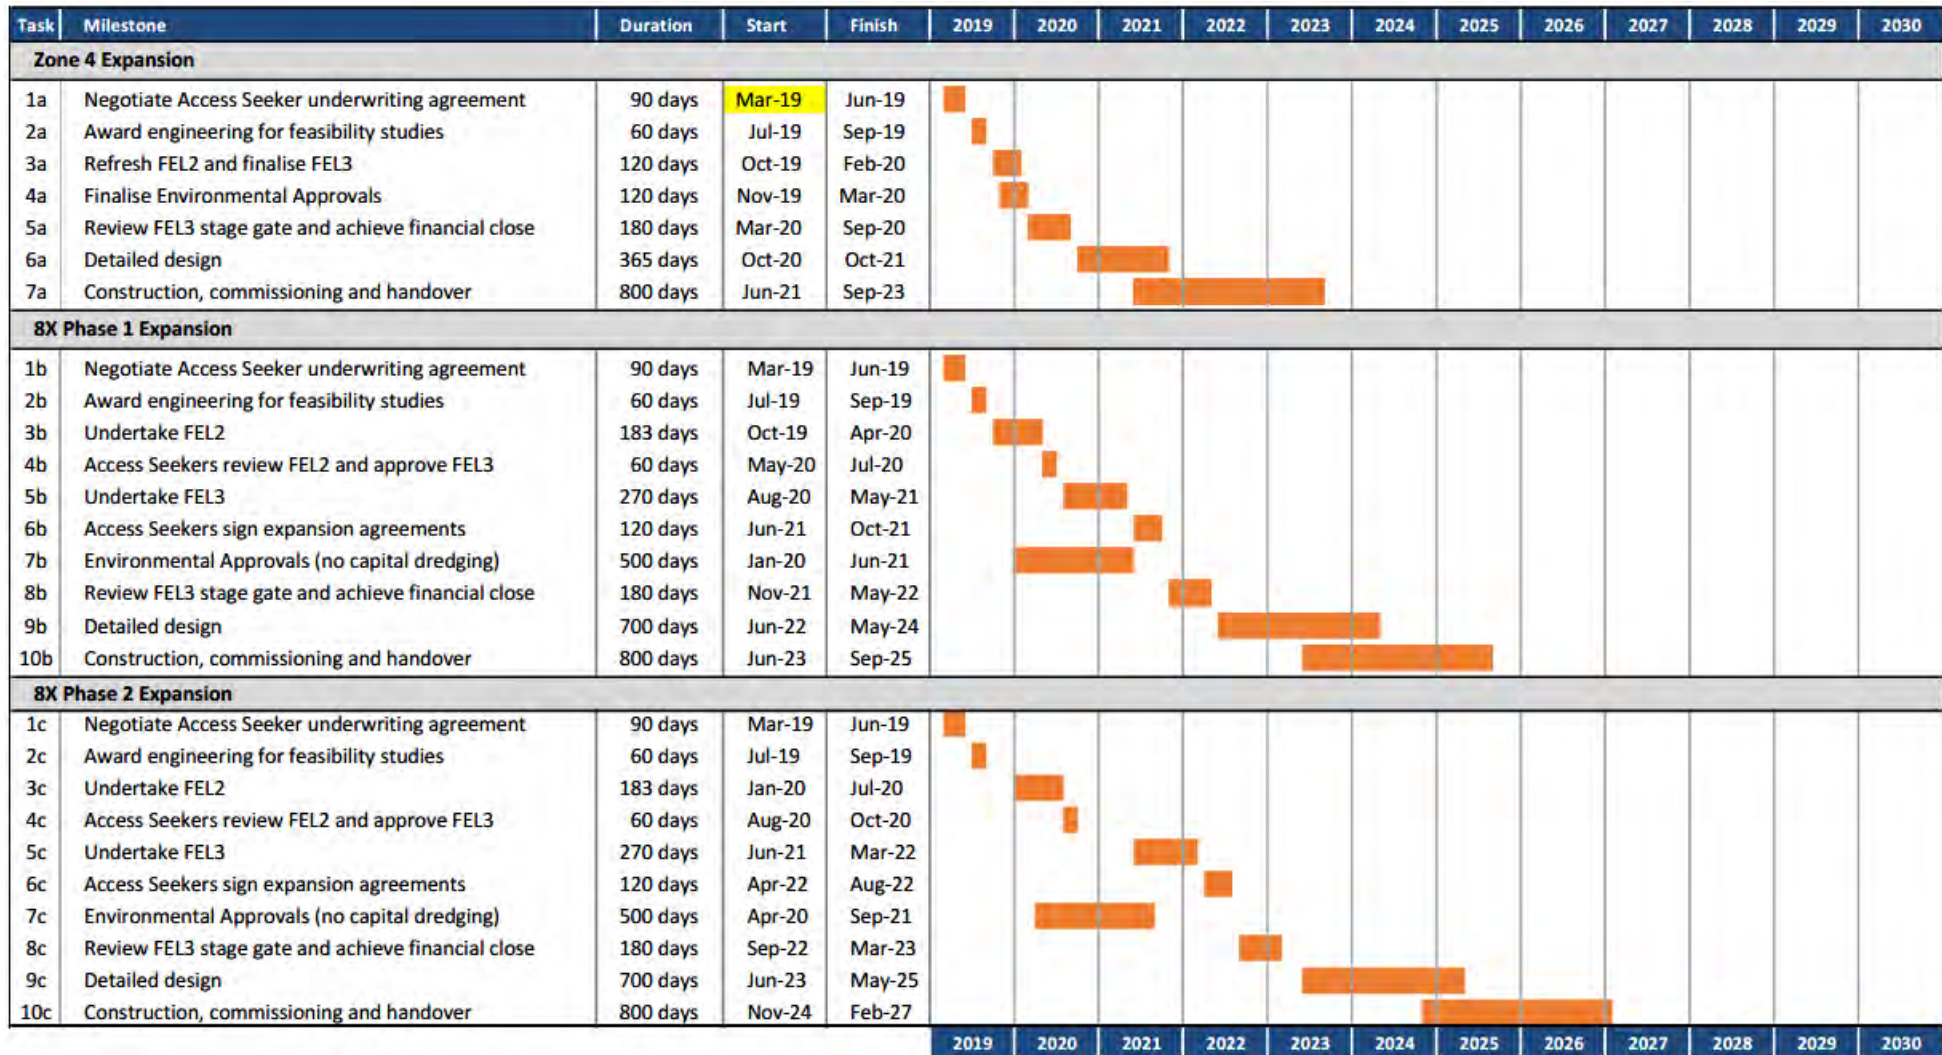 Task Milestone Duration Start Finish 2019 2020 2021 2022 2023 2024 2025 2026 2027 2028 2029 2030
Zone 4 Expansion
1a Negotiate Access Seeker underwriting agreement 90 days Mar-19 Jun-19
2a Award engineering for feasibility studies 60 days Jul-19 Sep-19
3a Refresh FEL2 and finalise FEL3 120 days Oct-19 Feb-20
4a Finalise Environmental Approvals 120 days Nov-19 Mar-20
5a Review FEL3 stage gate and achieve financial close 180 days Mar-20 Sep-20
6a Detailed design 365 days Oct-20 Oct-21
7a Construction, commissioning and handover 800 days Jun-21 Sep-23
8X Phase 1 Expansion
1b Negotiate Access Seeker underwriting agreement 90 days Mar-19 Jun-19
2b Award engineering for feasibility studies 60 days Jul-19 Sep-19
3b Undertake FEL2 183 days Oct-19 Apr-20
4b Access Seekers review FEL2 and approve FEL3 60 days May-20 Jul-20
5b Undertake FEL3 270 days Aug-20 May-21
6b Access Seekers sign expansion agreements 120 days Jun-21 Oct-21
7b Environmental Approvals (no capital dredging) 500 days Jan-20 Jun-21
8b Review FEL3 stage gate and achieve financial close 180 days Nov-21 May-22
9b Detailed design 700 days Jun-22 May-24
10b Construction, commissioning and handover 800 days Jun-23 Sep-25
8X Phase 2 Expansion
1c Negotiate Access Seeker underwriting agreement 90 days Mar-19 Jun-19
2c Award engineering for feasibility studies 60 days Jul-19 Sep-19
3c Undertake FEL2 183 days Jan-20 Jul-20
4c Access Seekers review FEL2 and approve FEL3 60 days Aug-20 Oct-20
5c Undertake FEL3 270 days Jun-21 Mar-22
6c Access Seekers sign expansion agreements 120 days Apr-22 Aug-22
7c Environmental Approvals (no capital dredging) 500 days Apr-20 Sep-21
8c Review FEL3 stage gate and achieve financial close 180 days Sep-22 Mar-23
9c Detailed design 700 days Jun-23 May-25
10c Construction, commissioning and handover 800 days Nov-24 Feb-27
2019 2020 2021 2022 2023 2024 2025 2026 2027 2028 2029 2030